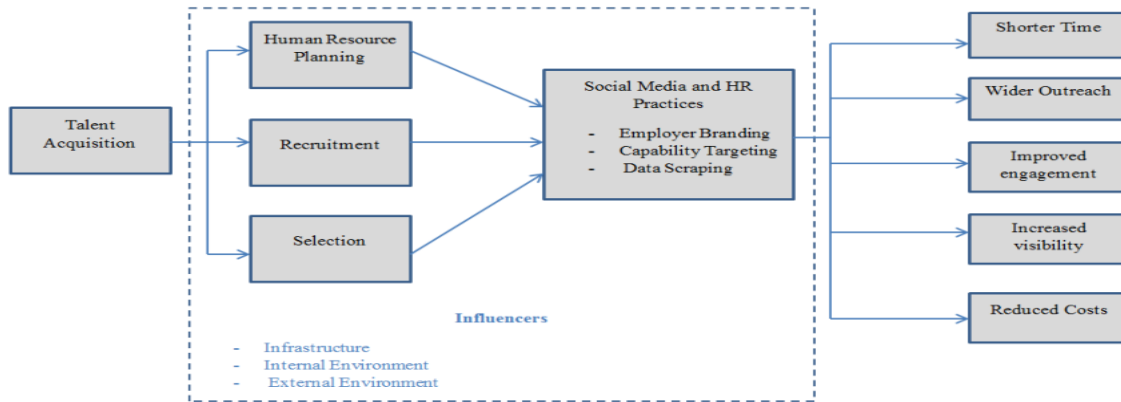 Talent
Acquisition
Human Resource
Planning
Recruitment
Selection
Social Media and HR
Practices
- Employer Branding
- Capability Targeting
- Data Scraping
Influencers
- Infrastructure
- Internal Environment
- External Environment
Shorter Time
Wider Outreach
Improved
engagement
Increased
visibility
Reduced Costs